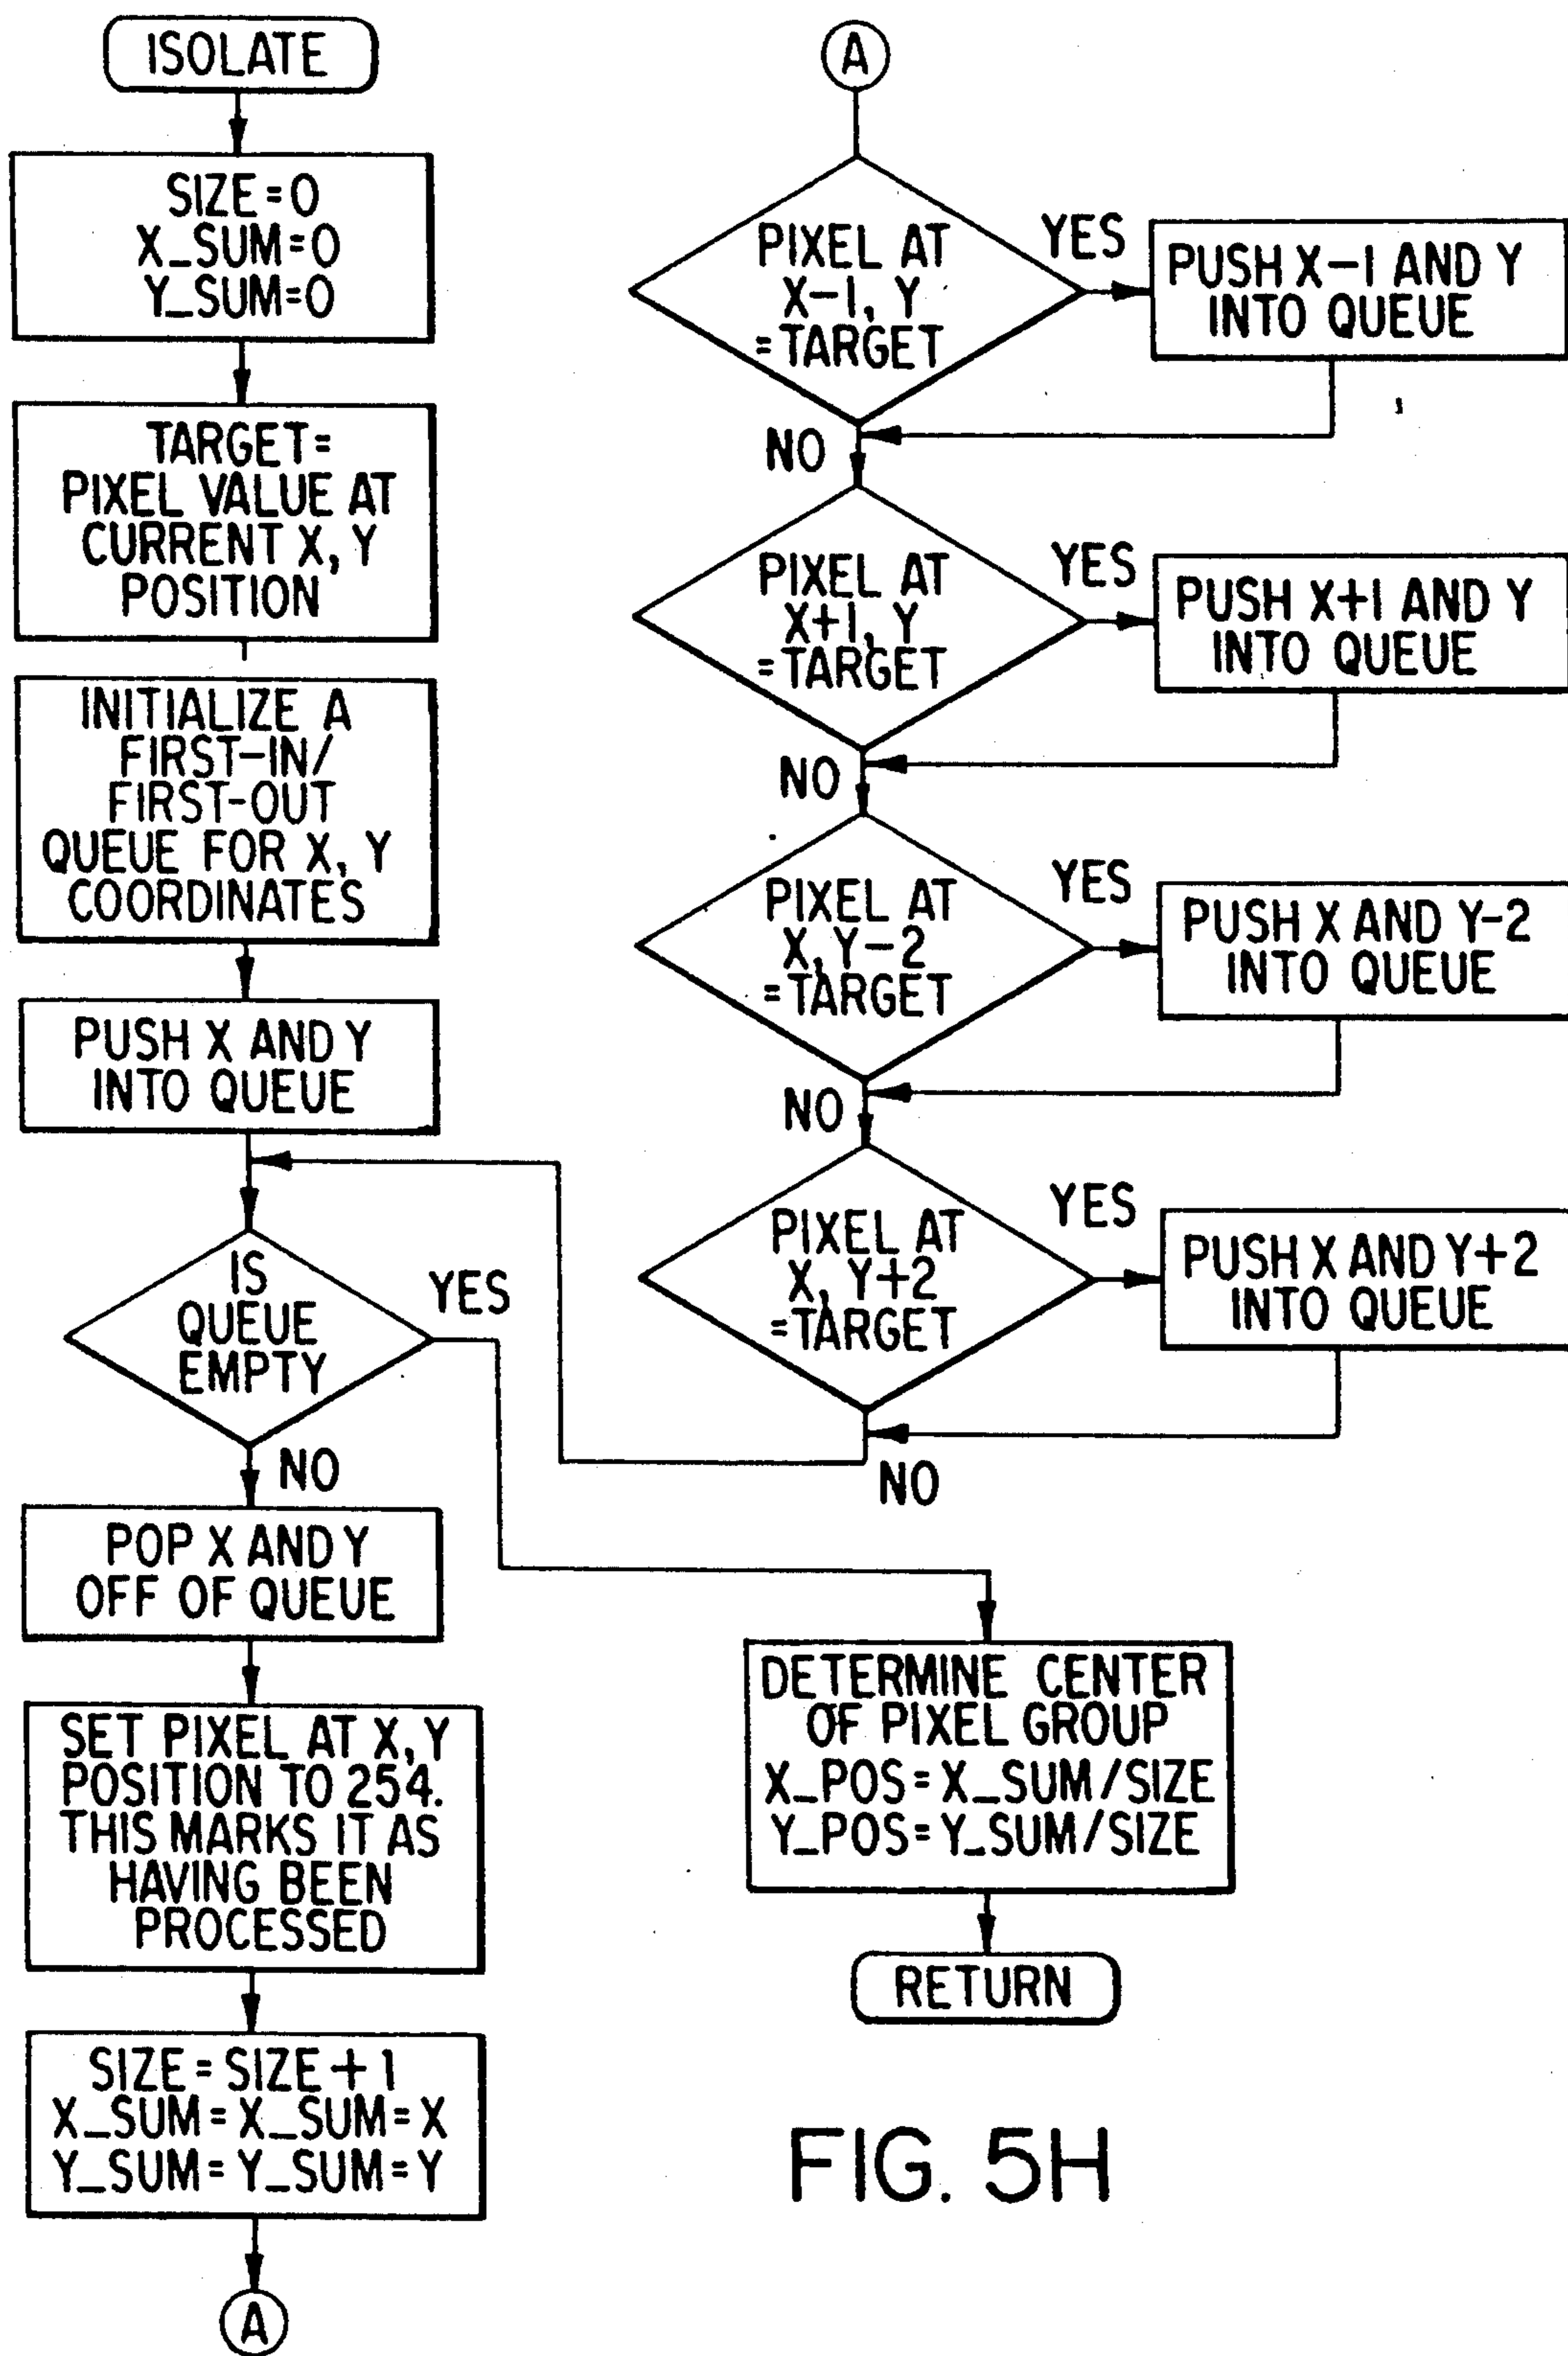 ISOLATE
SIZE=0
X_SUM=0
Y_SUM=0
TARGET=
PIXEL VALUE AT
CURRENT X, Y
POSITION
INITIALIZE A
FIRST-IN/
FIRST-OUT
QUEUE FOR X, Y
COORDINATES
PUSH X AND Y
INTO QUEUE
IS
QUEUE
EMPTY
YES
NO
POP X AND Y
OFF OF QUEUE
SET PIXEL AT X,Y
POSITION TO 254.
THIS MARKS IT AS
HAVING BEEN
PROCESSED
SIZE=SIZE+1
X_SUM=X_SUM=X
Y_SUM=Y_SUM=Y
A
A
PIXEL AT
X-1, Y
=TARGET
YES
PUSH X-1 AND Y
INTO QUEUE
NO
PIXEL AT
X+1, Y
=TARGET
YES
PUSH X+1 AND Y
INTO QUEUE
NO
PIXEL AT
X, Y-2
=TARGET
YES
PUSH X AND Y-2
INTO QUEUE
NO
PIXEL AT
X, Y+2
=TARGET
YES
PUSH X AND Y+2
INTO QUEUE
NO
DETERMINE CENTER
OF PIXEL GROUP
X_POS=X_SUM/SIZE
Y_POS=Y_SUM/SIZE
RETURN
FIG. 5H